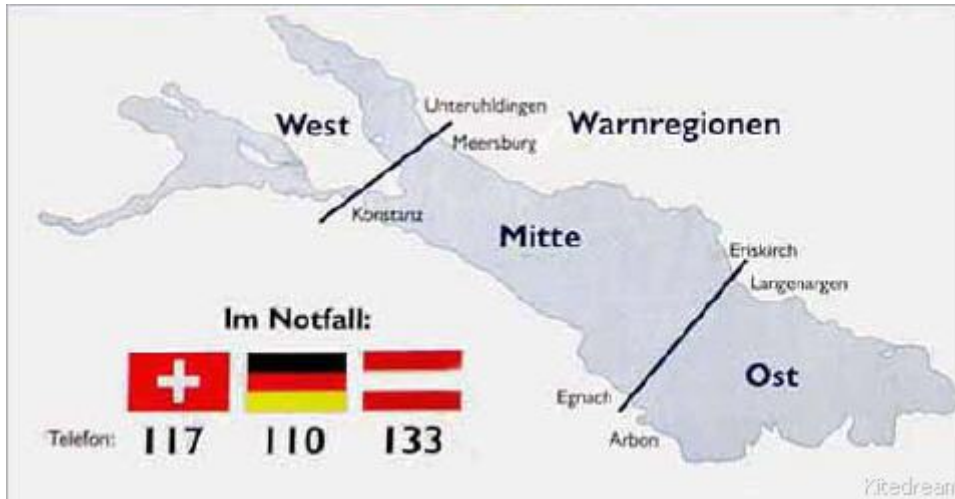 Unteruhldingen
West
Warnregionen
Meersburg
Konstanz
Mitte
Eriskirch
Langenargen
Im Notfall:
Ost
Egnach
Telefon: 117 110 133
Arbon
Kitedream